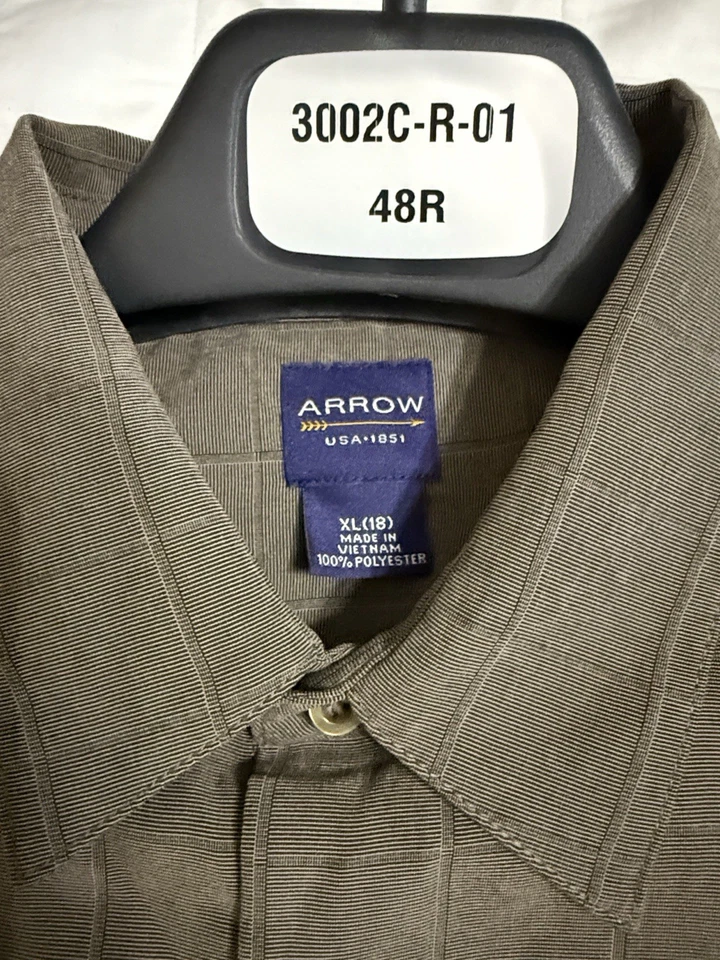 3002C-R-01
48R
ARROW
USA•1851
XL(18)
MADE IN
VIETNAM
100% POLYESTER